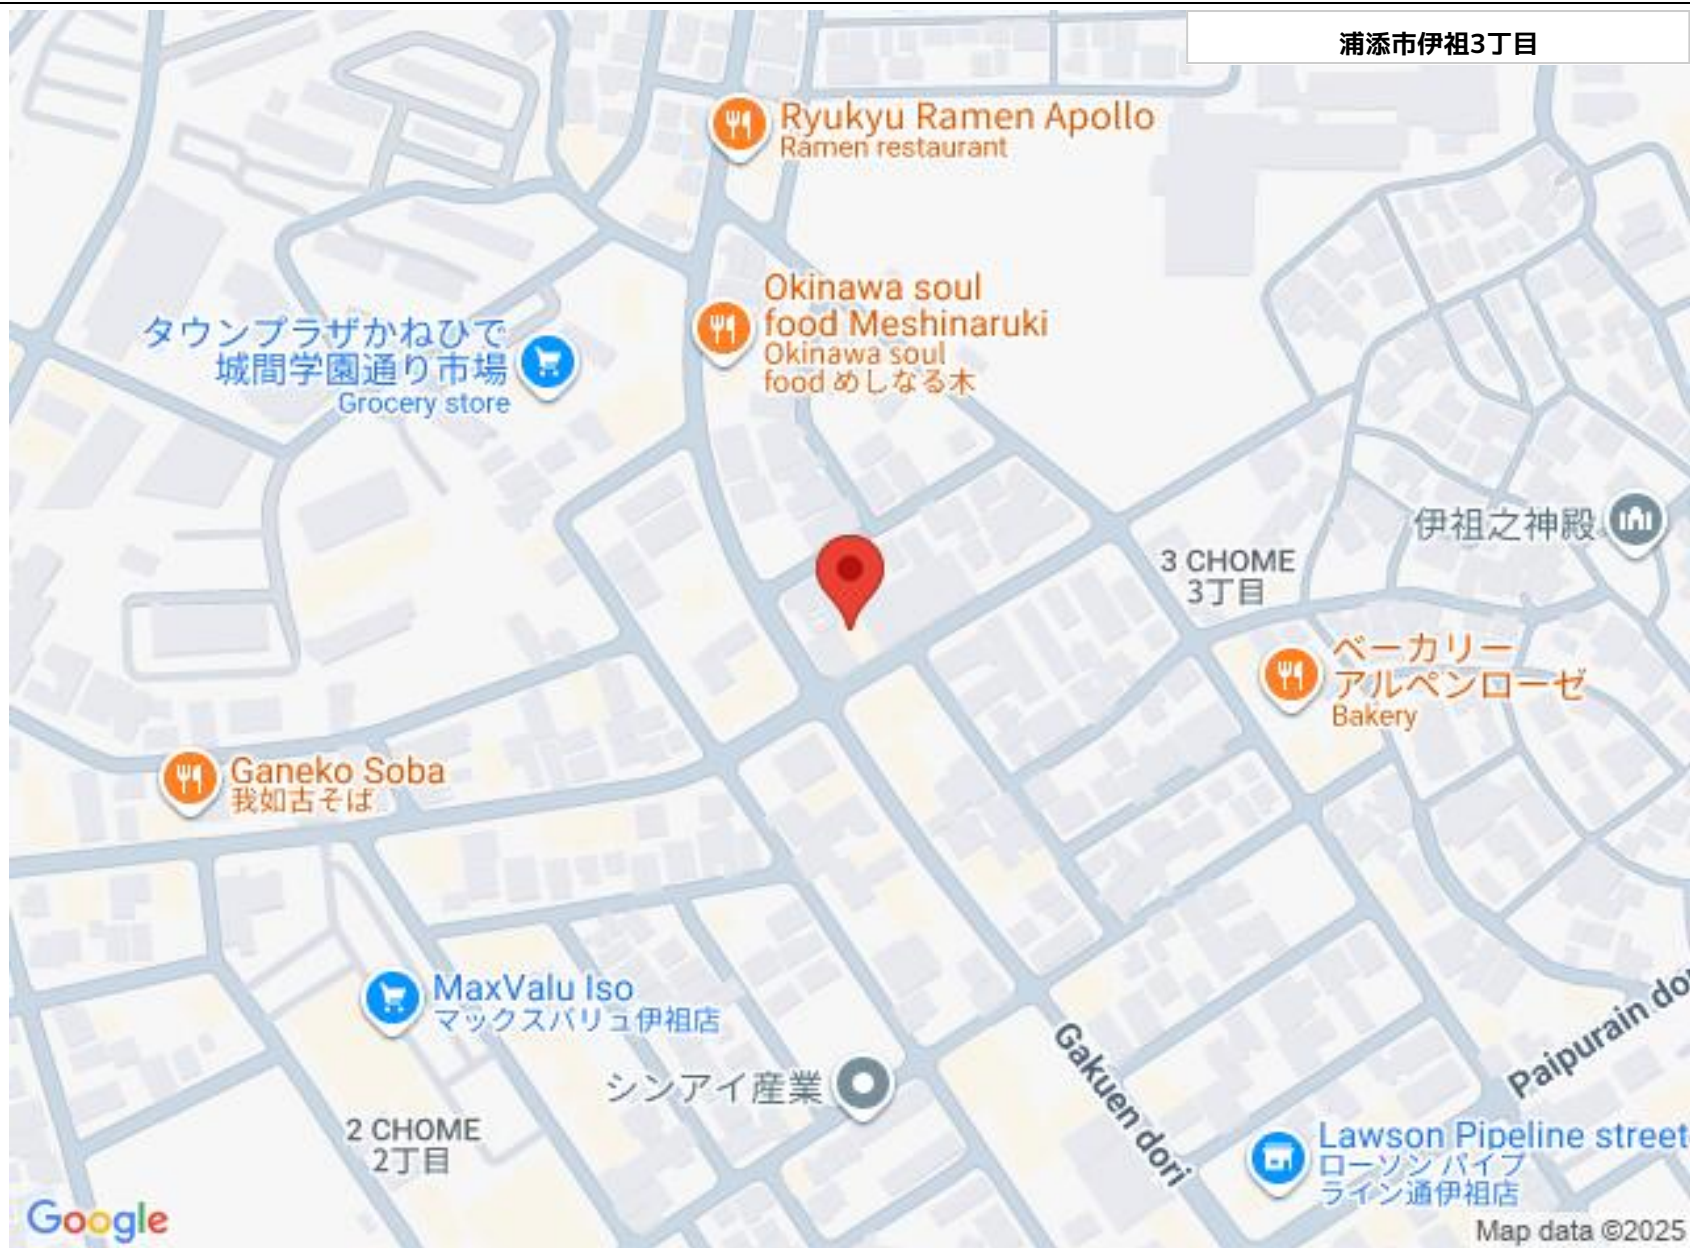 浦添市伊祖3丁目
Ryukyu Ramen Apollo
Ramen restaurant
Okinawa soul
food Meshinaruki
Okinawa soul
food めしなる木
タウンプラザかねひで
城間学園通り市場
Grocery store
伊祖之神殿
3 CHOME
3丁目
ベーカリー
アルペンローゼ
Bakery
Ganeko Soba
我如古そば
MaxValu Iso
マックスバリュ伊祖店
シンアイ産業
2 CHOME
2丁目
Gakuen dori
Paipurain do
Lawson Pipeline street
ローソン パイプ
ライン通伊祖店
Google
Map data ©2025